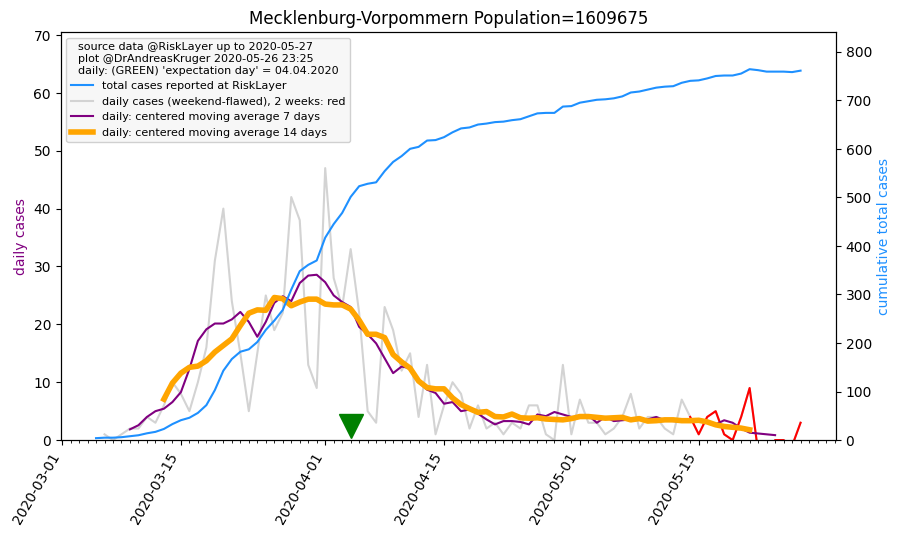 Mecklenburg-Vorpommern Population=1609675
source data @RiskLayer up to 2020-05-27
plot @DrAndreasKruger 2020-05-26 23:25
daily: (GREEN) 'expectation day' = 04.04.2020
total cases reported at RiskLayer
daily cases (weekend-flawed), 2 weeks: red
daily: centered moving average 7 days
daily: centered moving average 14 days
daily cases
70
60
50
40
30
20
10
0
cumulative total cases
800
700
600
500
400
300
200
100
0
2020-03-01
2020-03-15
2020-04-01
2020-04-15
2020-05-01
2020-05-15